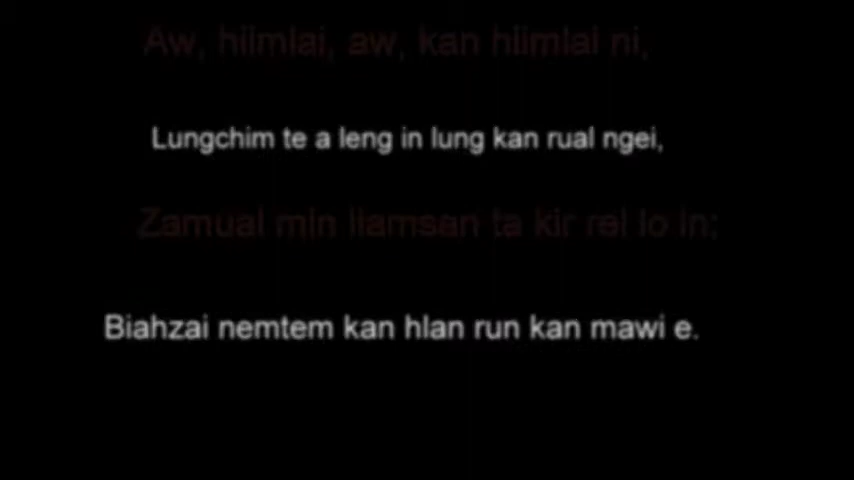 Aw, hlimlai, aw, kan hlimlai ni,
Lungchim te a leng in lung kan rual ngei,
Zamual min liamsan ta kir rei lo in;
Biahzai nemtem kan hlan run kan mawi e.